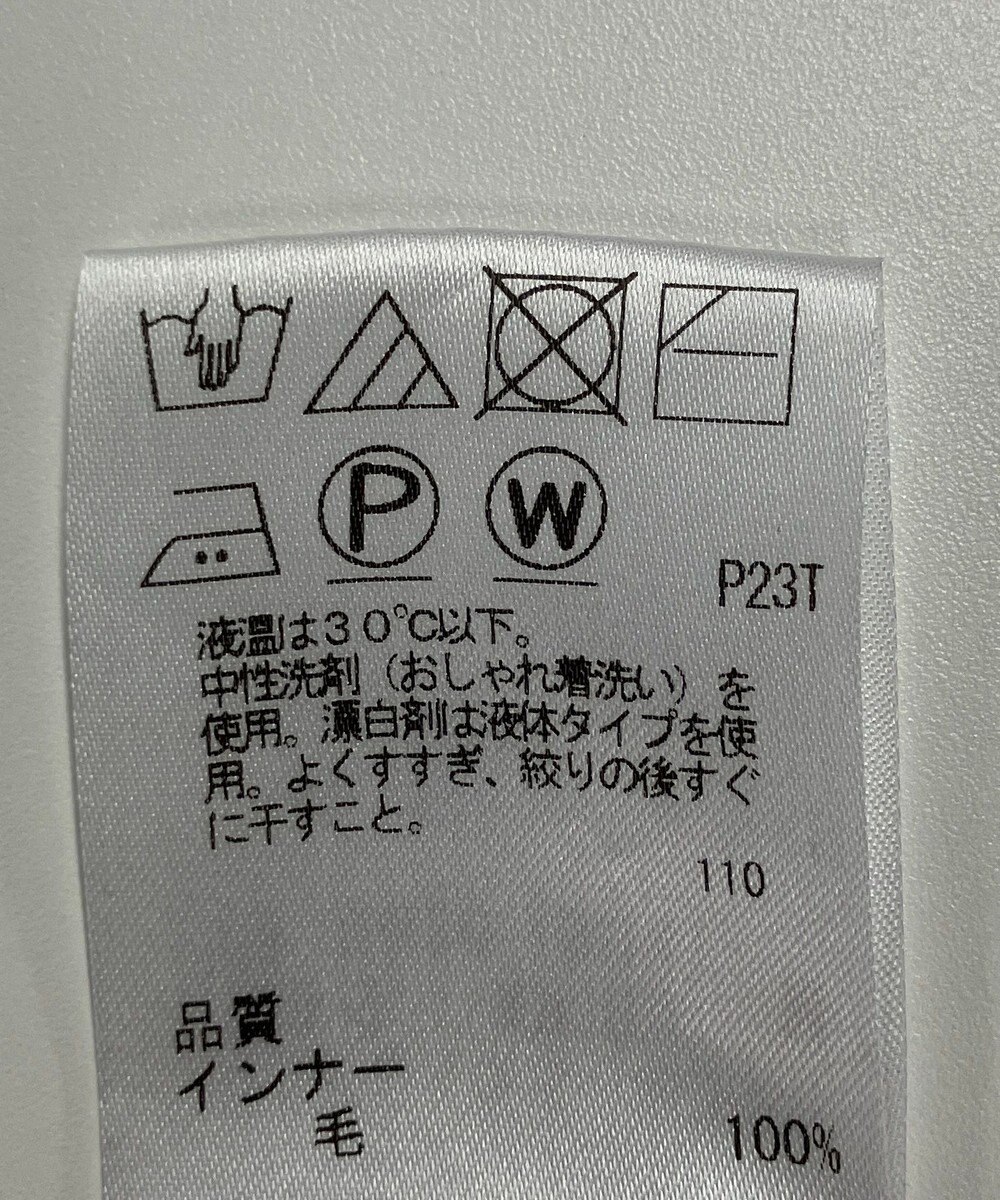 P
W
P23T
液温は30℃以下。
中性洗剤（おしゃれ着洗い）を
使用。漂白剤は液体タイプを使
用。よくすすぎ、絞りの後すぐ
に干すこと。
110
品質
インナー
毛 100%